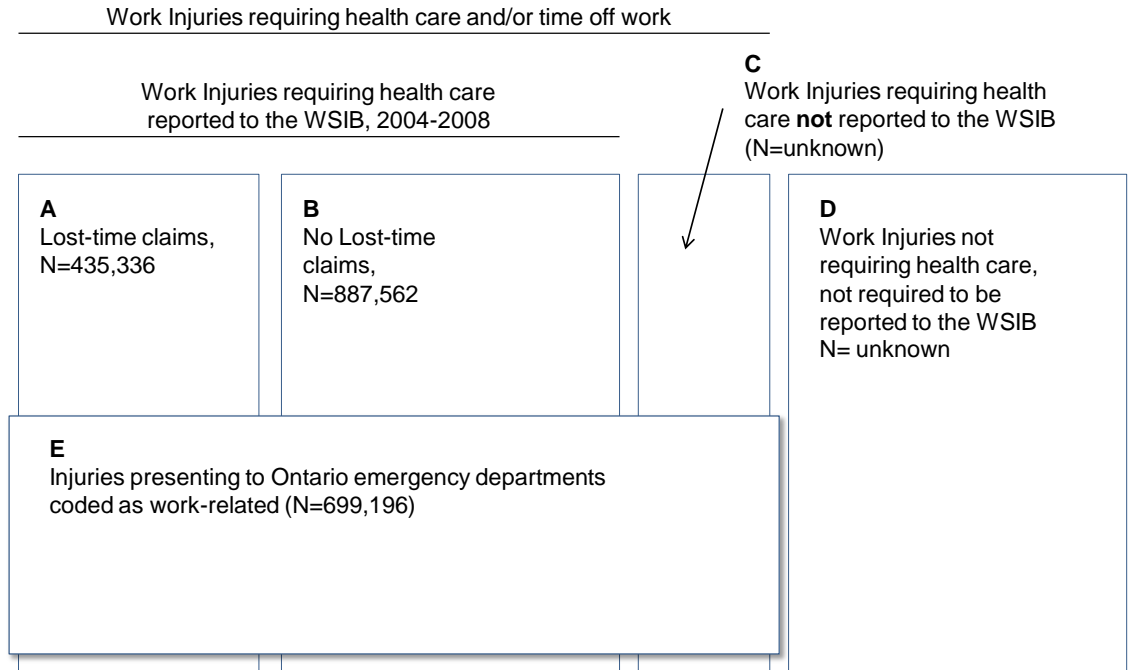 Work Injuries requiring health care and/or time off work
Work Injuries requiring health care
reported to the WSIB, 2004-2008
C
Work Injuries requiring health
care not reported to the WSIB
(N=unknown)
A
Lost-time claims,
N=435,336
B
No Lost-time
claims,
N=887,562
D
Work Injuries not
requiring health care,
not required to be
reported to the WSIB
N= unknown
E
Injuries presenting to Ontario emergency departments
coded as work-related (N=699,196)